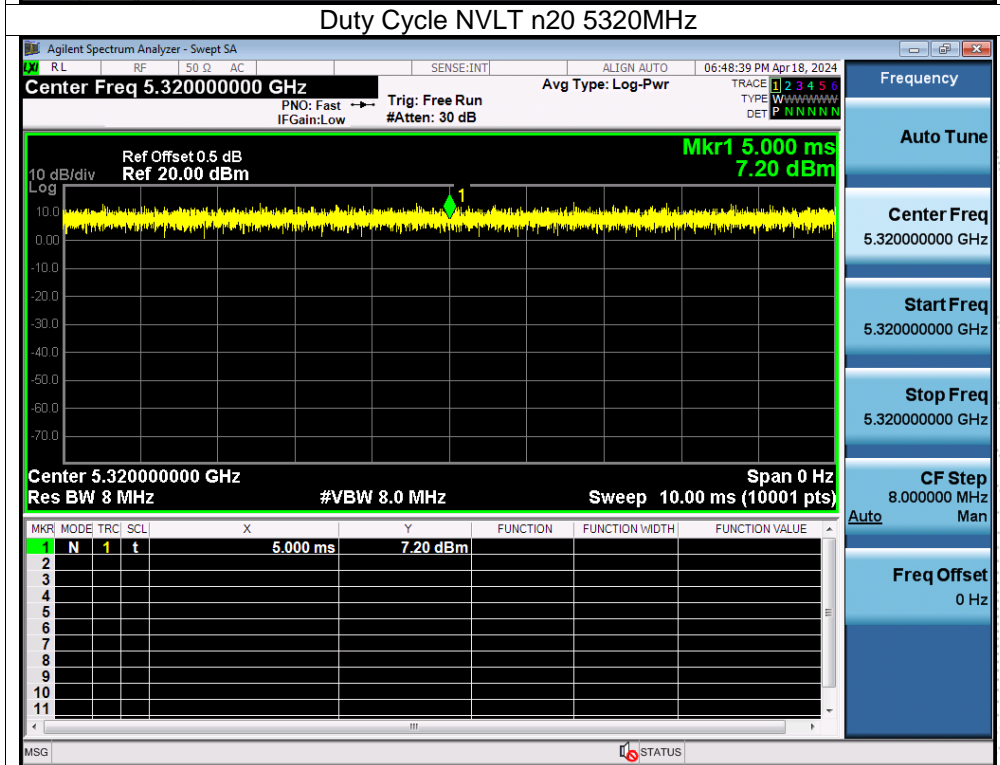 Duty Cycle NVLT n20 5320MHz
Agilent Spectrum Analyzer - Swept SA
LXI RL RF 50 Ω AC SENSE:INT ALIGN AUTO 06:48:39 PM Apr 18, 2024
Center Freq 5.320000000 GHz Avg Type: Log-Pwr TRACE 1 2 3 4 5 6
PNO: Fast Trig: Free Run TYPE WWWWWW
IFGain:Low #Atten: 30 dB DET P N N N N N
Mkr1 5.000 ms
Ref Offset 0.5 dB
10 dB/div Ref 20.00 dBm 7.20 dBm
Log
1
10.0
0.00
-10.0
-20.0
-30.0
-40.0
-50.0
-60.0
-70.0
Center 5.320000000 GHz Span 0 Hz
Res BW 8 MHz #VBW 8.0 MHz Sweep 10.00 ms (10001 pts)
MKR MODE TRC SCL X Y FUNCTION FUNCTION WIDTH FUNCTION VALUE
1 N 1 t 5.000 ms 7.20 dBm
2
3
4
5
6
7
8
9
10
11
MSG STATUS
Frequency
Auto Tune
Center Freq
5.320000000 GHz
Start Freq
5.320000000 GHz
Stop Freq
5.320000000 GHz
CF Step
8.000000 MHz
Auto Man
Freq Offset
0 Hz